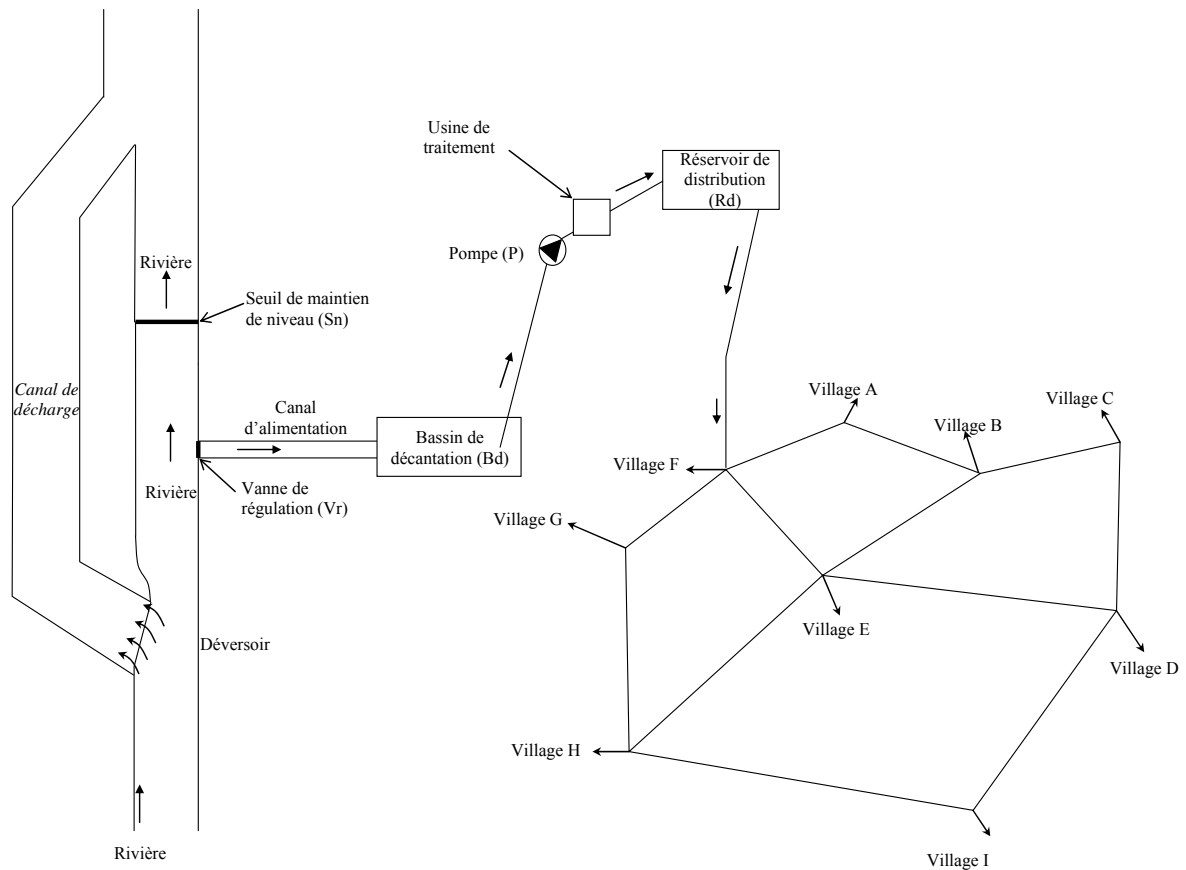 Usine de
traitement
Réservoir de
distribution
(Rd)
Pompe (P)
Rivière
Seuil de maintien
de niveau (Sn)
Canal de
décharge
Canal
d'alimentation
Bassin de
décantation (Bd)
Rivière
Vanne de
régulation (Vr)
Village A
Village B
Village C
Village F
Village G
Village E
Déversoir
Village D
Village H
Rivière
Village I